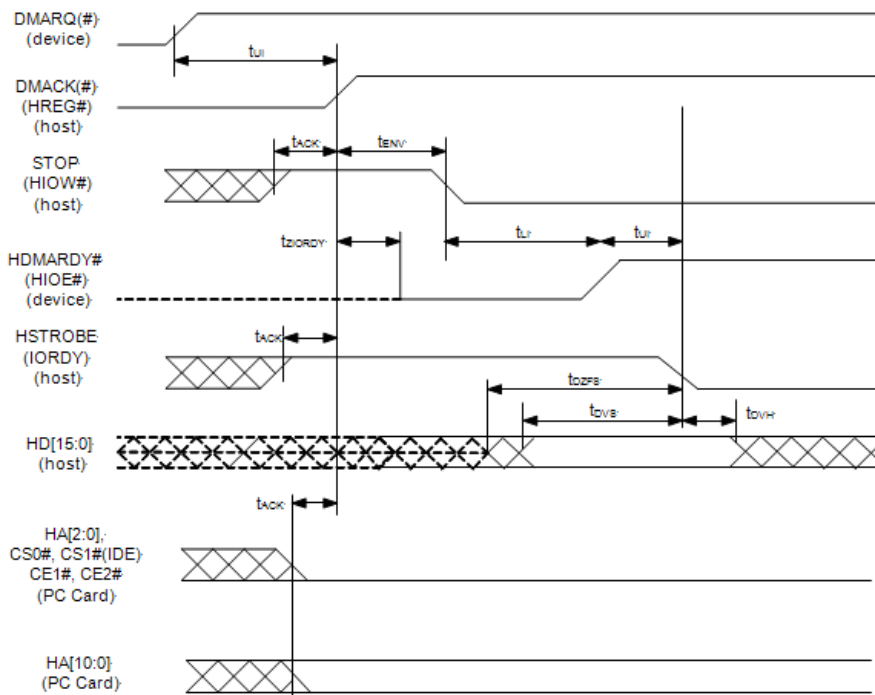 DMARQ(#)
(device)
tUI
DMACK(#)
(HREG#)
(host)
tACK
tENV
STOP
(HIOW#)
(host)
tZIORDY
tLI
tUI
HDMARDY#
(HIOE#)
(device)
HSTROBE
(IORDY)
(host)
tACK
tDZFS
tDVS
tDVH
HD[15:0]
(host)
tACK
HA[2:0],
CS0#, CS1#(IDE)
CE1#, CE2#
(PC Card)
HA[10:0]
(PC Card)